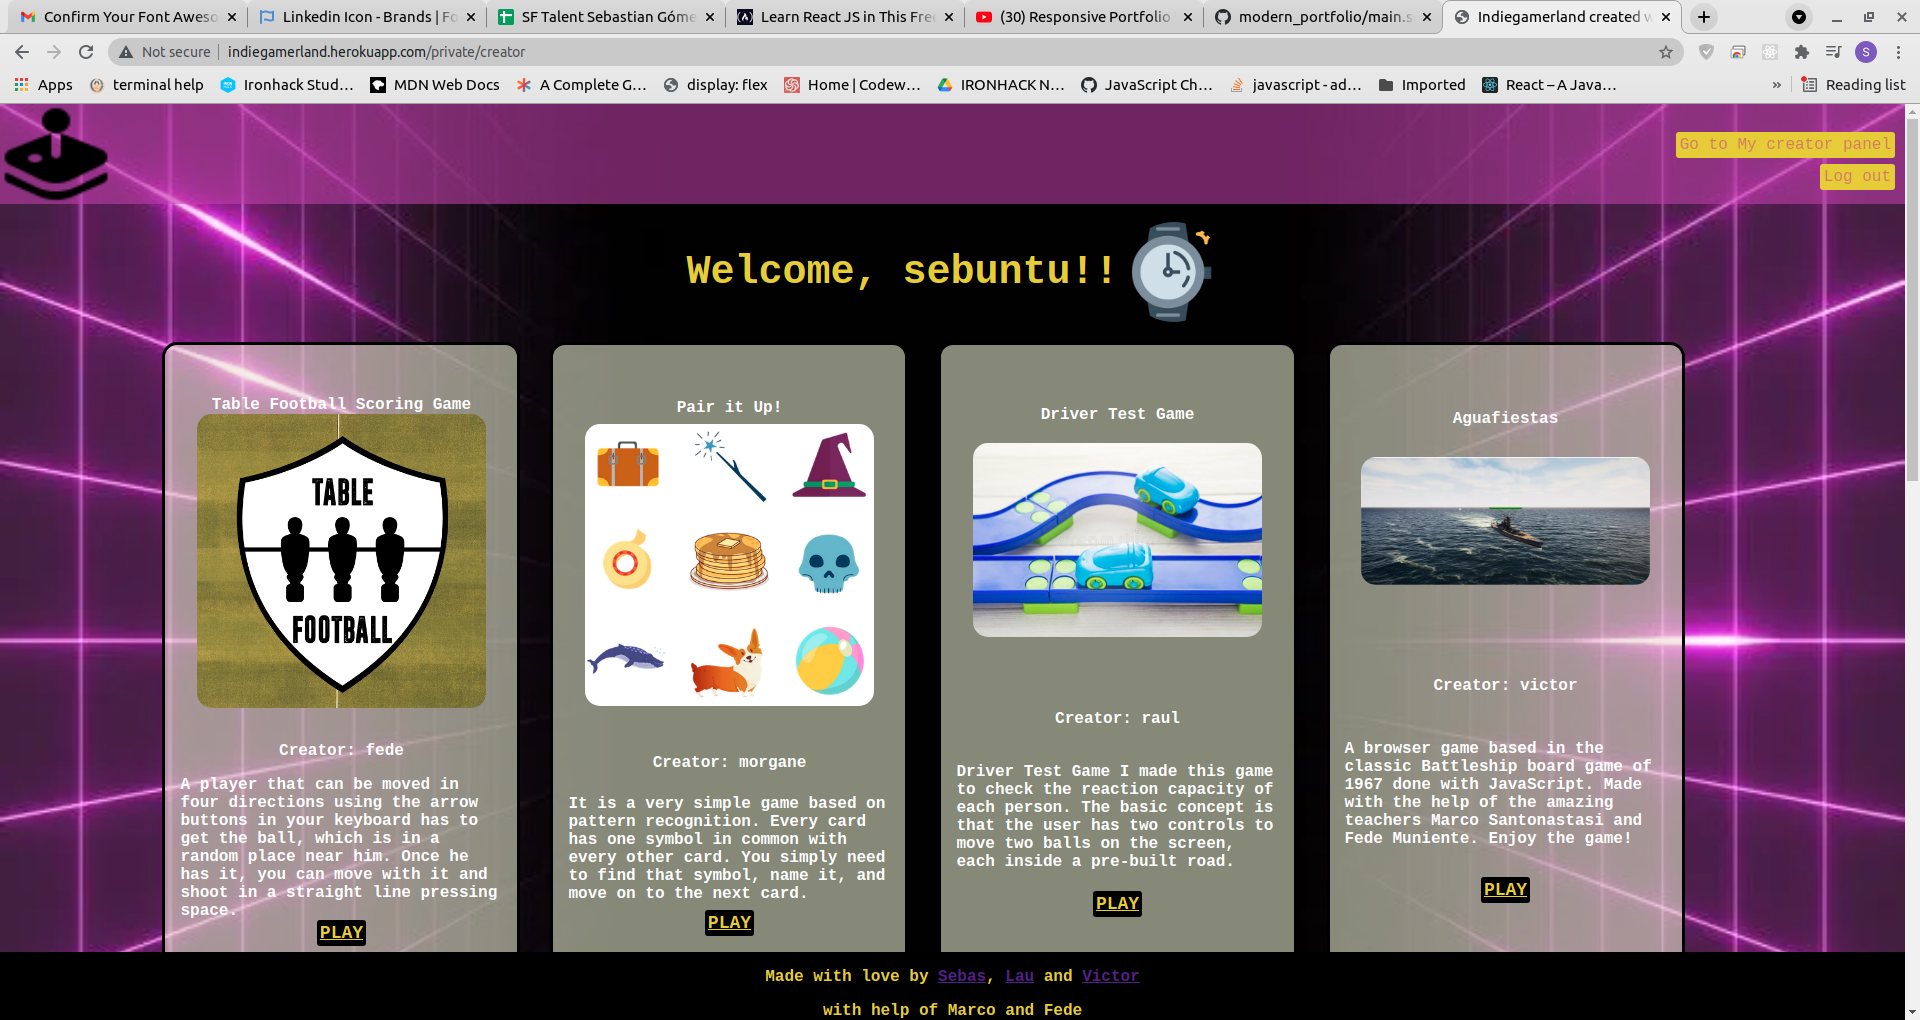 Confirm Your Font Aweso
Linkedin Icon - Brands | Fo
SF Talent Sebastian Góme
Learn React JS in This Fre
(30) Responsive Portfolio
modern_portfolio/main.s
Indiegamerland created w
Not secure
indiegamerland.herokuapp.com/private/creator
S
Apps
terminal help
Ironhack Stud…
MDN Web Docs
A Complete G…
display: flex
Home | Codew…
IRONHACK N…
JavaScript Ch…
javascript - ad…
Imported
React – A Java…
»
Reading list
Go to My creator panel
Log out
Welcome, sebuntu!!
Table Football Scoring Game
TABLE
FOOTBALL
Creator: fede
A player that can be moved in
four directions using the arrow
buttons in your keyboard has to
get the ball, which is in a
random place near him. Once he
has it, you can move with it and
shoot in a straight line pressing
space.
PLAY
Pair it Up!
Creator: morgane
It is a very simple game based on
pattern recognition. Every card
has one symbol in common with
every other card. You simply need
to find that symbol, name it, and
move on to the next card.
PLAY
Driver Test Game
Creator: raul
Driver Test Game I made this game
to check the reaction capacity of
each person. The basic concept is
that the user has two controls to
move two balls on the screen,
each inside a pre-built road.
PLAY
Aguafiestas
Creator: victor
A browser game based in the
classic Battleship board game of
1967 done with JavaScript. Made
with the help of the amazing
teachers Marco Santonastasi and
Fede Muniente. Enjoy the game!
PLAY
Made with love by Sebas, Lau and Victor
with help of Marco and Fede